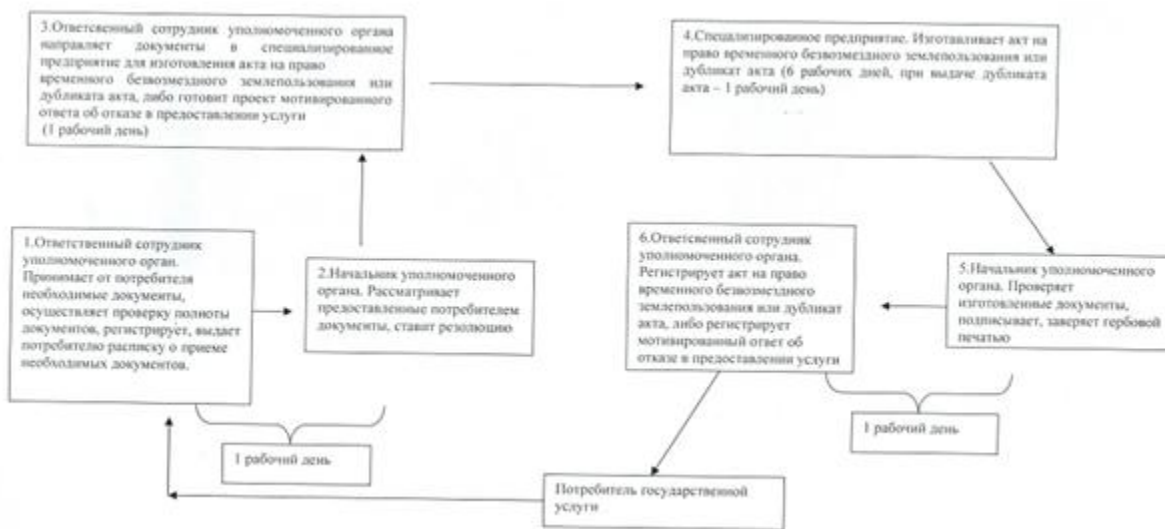 3.Ответсвенный сотрудник уполномоченного органа
направляет документы в специализированное
предприятие для изготовления акта на право
временного безвозмездного землепользования или
дубликата акта, либо готовит проект мотивированного
ответа об отказе в предоставлении услуги
(1 рабочий день)
4.Специализированное предприятие. Изготавливает акт на
право временного безвозмездного землепользования или
дубликат акта (6 рабочих дней, при выдаче дубликата
акта – 1 рабочий день)
1.Ответственный сотрудник
уполномоченного орган.
Принимает от потребителя
необходимые документы,
осуществляет проверку полноты
документов, регистрирует, выдает
потребителю расписку о приеме
необходимых документов.
2.Начальник уполномоченного
органа. Рассматривает
предоставленные потребителем
документы, ставит резолюцию
6.Ответсвенный сотрудник
уполномоченного органа.
Регистрирует акт на право
временного безвозмездного
землепользования или дубликат
акта, либо регистрирует
мотивированный ответ об
отказе в предоставлении услуги
5.Начальник уполномоченного
органа. Проверяет
изготовленные документы,
подписывает, заверяет гербовой
печатью
1 рабочий день
1 рабочий день
Потребитель государственной
услуги